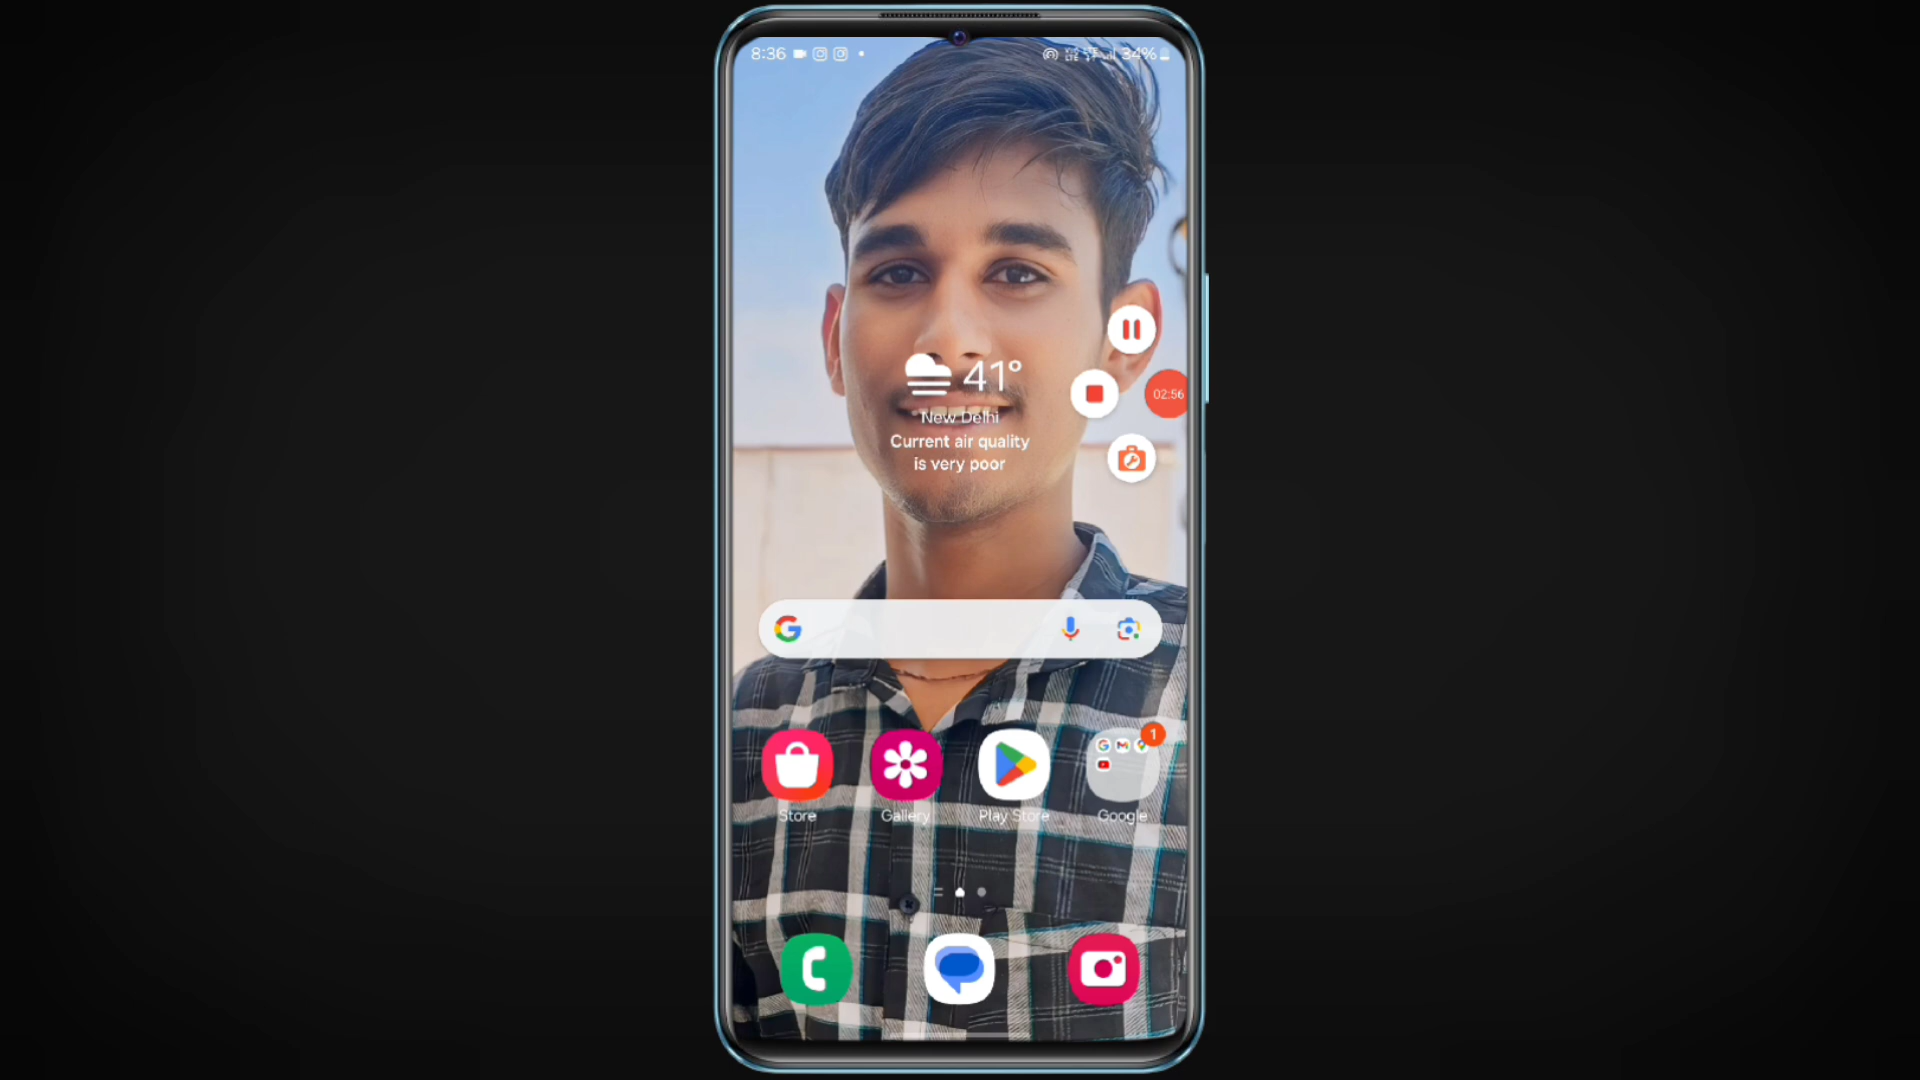 8:36
34%
41°
New Delhi
Current air quality
is very poor
02:56
1
Store
Gallery
Play Store
Google